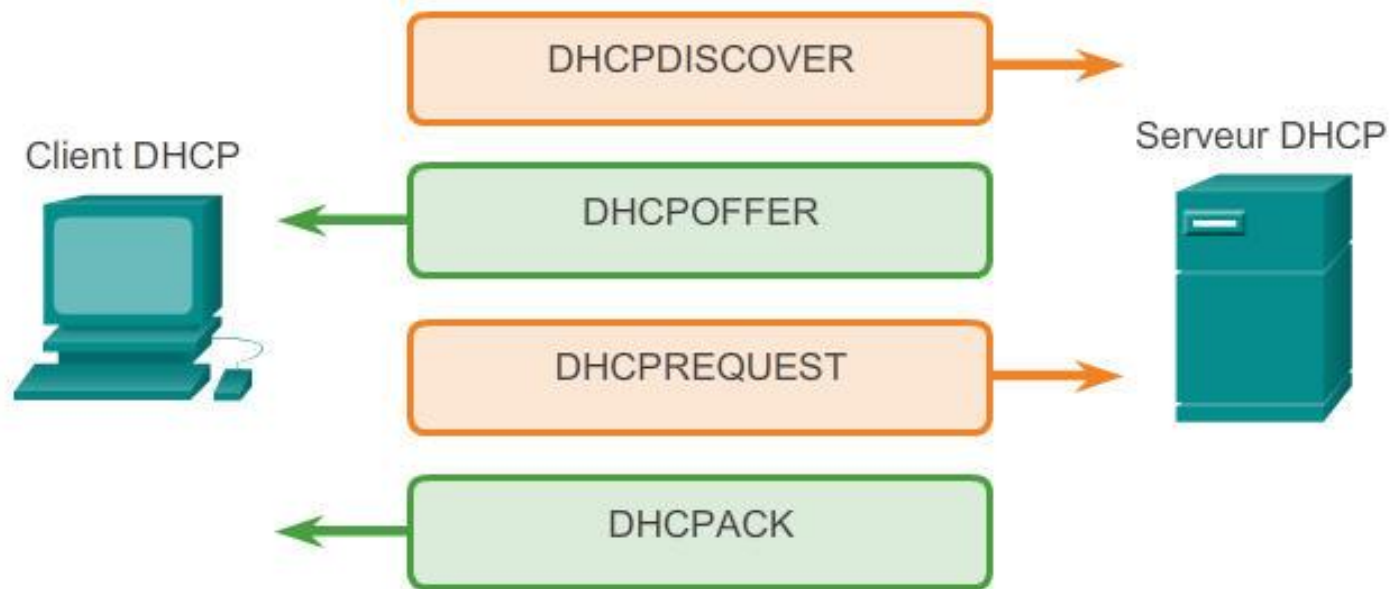 DHCPDISCOVER
Client DHCP
Serveur DHCP
DHCPOFFER
DHCPREQUEST
DHCPACK